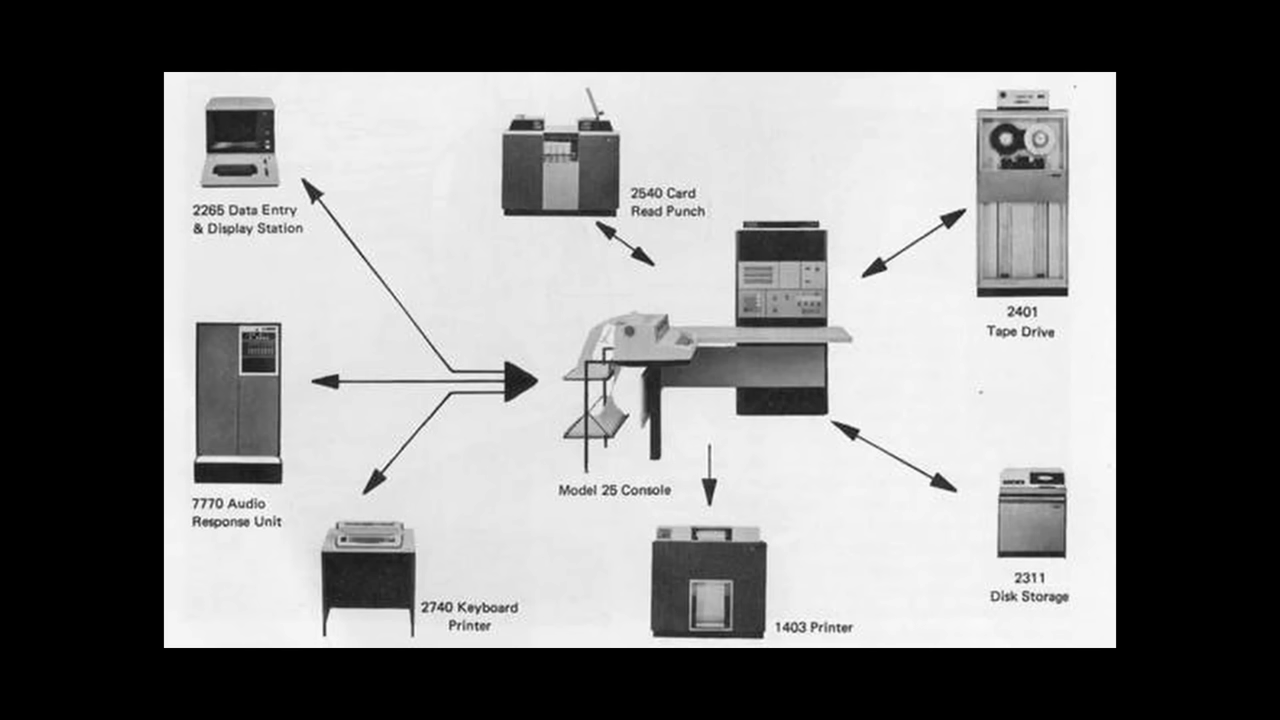 2265 Data Entry
& Display Station
2540 Card
Read Punch
2401
Tape Drive
7770 Audio
Response Unit
Model 25 Console
2740 Keyboard
Printer
1403 Printer
2311
Disk Storage